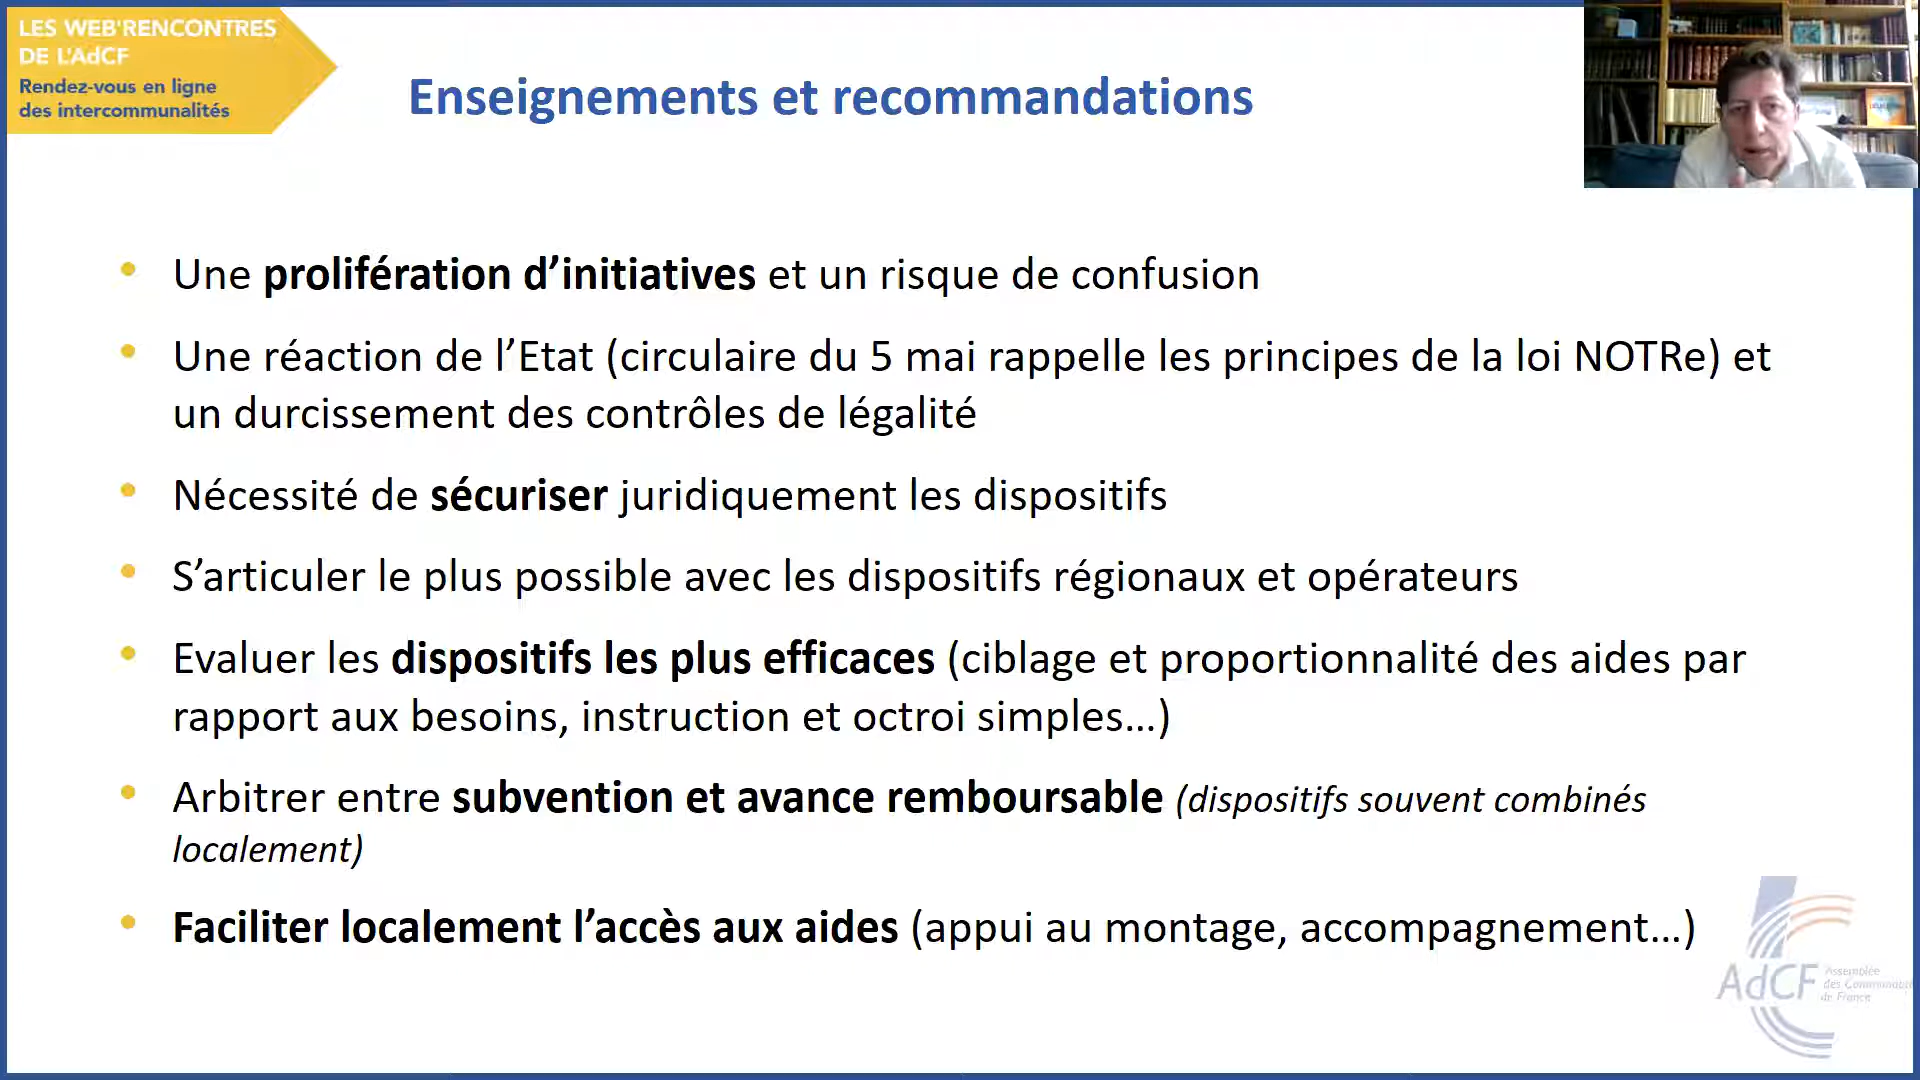 LES WEB'RENCONTRES
DE L'AdCF
Rendez-vous en ligne
des intercommunalités
Enseignements et recommandations
• Une prolifération d’initiatives et un risque de confusion
• Une réaction de l’Etat (circulaire du 5 mai rappelle les principes de la loi NOTRe) et
un durcissement des contrôles de légalité
• Nécessité de sécuriser juridiquement les dispositifs
• S’articuler le plus possible avec les dispositifs régionaux et opérateurs
• Evaluer les dispositifs les plus efficaces (ciblage et proportionnalité des aides par
rapport aux besoins, instruction et octroi simples…)
• Arbitrer entre subvention et avance remboursable (dispositifs souvent combinés
localement)
• Faciliter localement l’accès aux aides (appui au montage, accompagnement…)
AdCF
Assemblée
des Communautés
de France